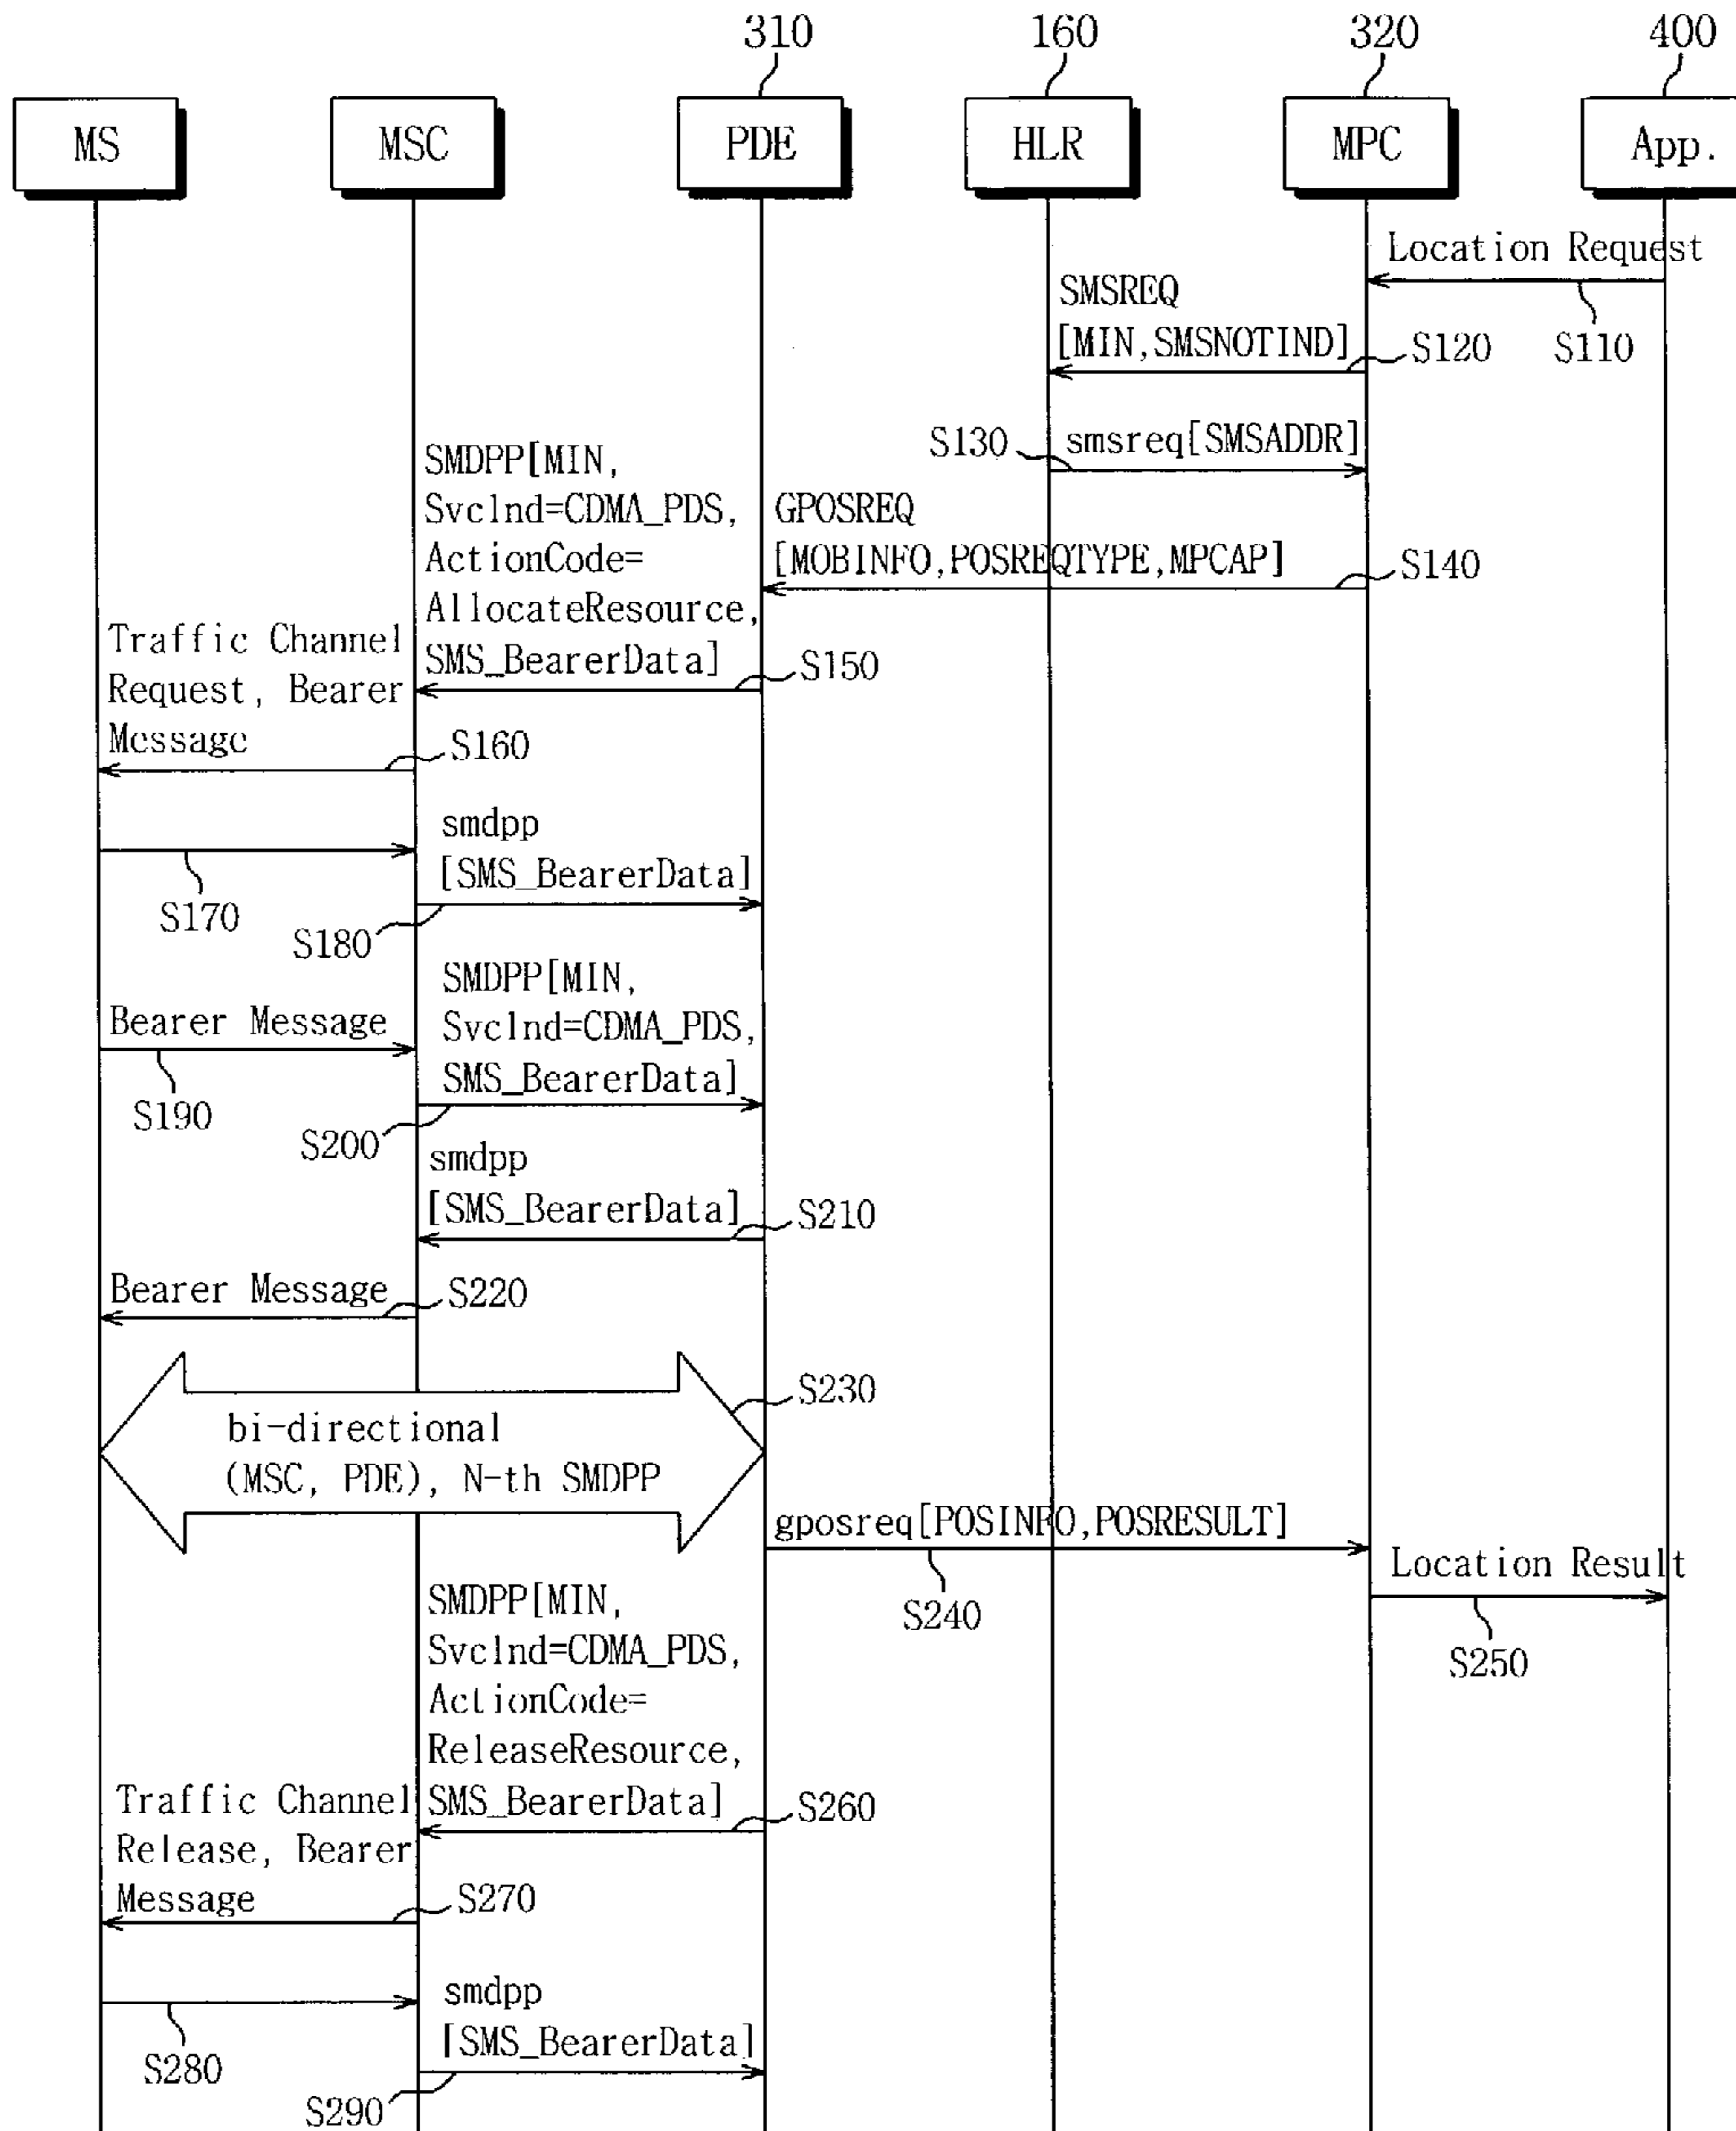 310
160
320
400
MS
MSC
PDE
HLR
MPC
App.
Location Request
S110
SMSREQ
[MIN,SMSNOTIND]
S120
S130
smsreq[SMSADDR]
SMDPP[MIN,
SvcInd=CDMA_PDS,
ActionCode=
AllocateResource,
SMS_BearerData]
GPOSREQ
[MOBINFO,POSREQTYPE,MPCAP]
S140
S150
Traffic Channel
Request, Bearer
Message
S160
S170
smdpp
[SMS_BearerData]
S180
Bearer Message
S190
SMDPP[MIN,
SvcInd=CDMA_PDS,
SMS_BearerData]
S200
smdpp
[SMS_BearerData]
S210
Bearer Message
S220
S230
bi-directional
(MSC, PDE), N-th SMDPP
gposreq[POSINFO,POSRESULT]
S240
Location Result
S250
SMDPP[MIN,
SvcInd=CDMA_PDS,
ActionCode=
ReleaseResource,
SMS_BearerData]
S260
Traffic Channel
Release, Bearer
Message
S270
S280
smdpp
[SMS_BearerData]
S290